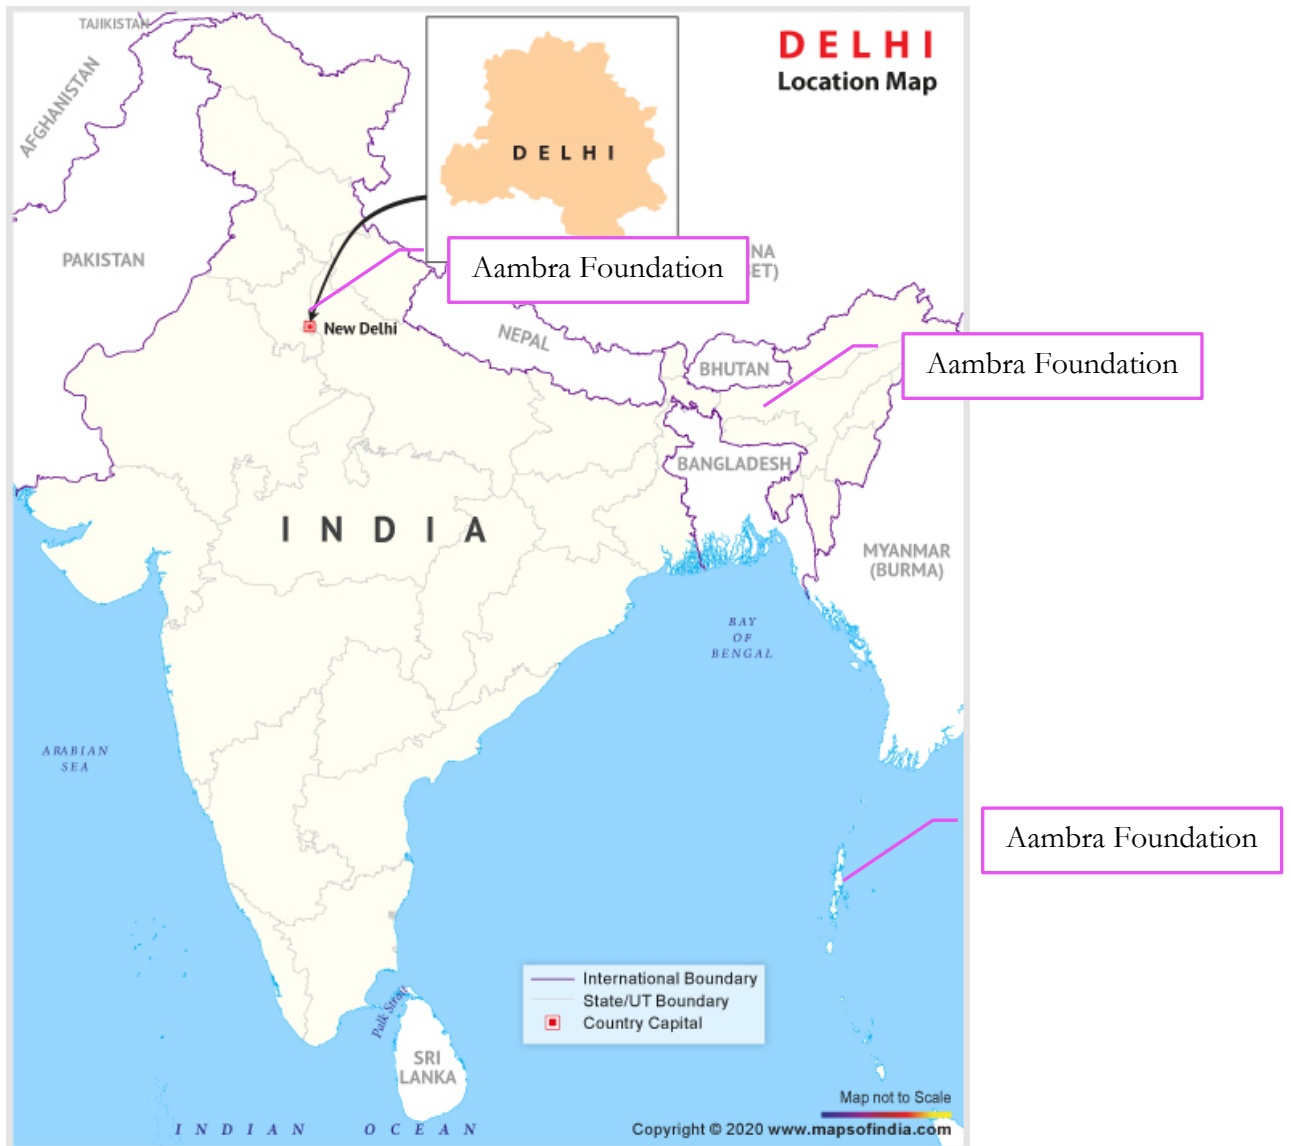 TAJIKISTAN
AFGHANISTAN
DELHI
Location Map
DELHI
PAKISTAN
Aambra Foundation
NA
ET)
New Delhi
NEPAL
BHUTAN
Aambra Foundation
BANGLADESH
INDIA
MYANMAR
(BURMA)
BAY
OF
BENGAL
ARABIAN
SEA
Aambra Foundation
International Boundary
State/UT Boundary
Country Capital
Palk Strait
SRI
LANKA
Map not to Scale
INDIAN OCEAN
Copyright © 2020 www.mapsofindia.com